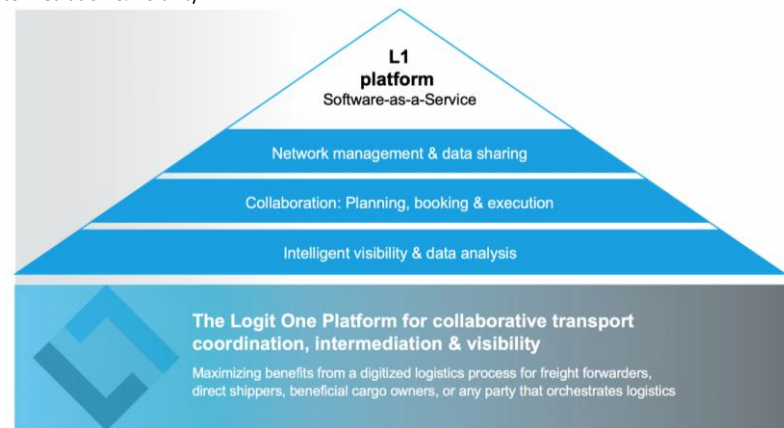 L1
platform
Software-as-a-Service
Network management & data sharing
Collaboration: Planning, booking & execution
Intelligent visibility & data analysis
The Logit One Platform for collaborative transport
coordination, intermediation & visibility
Maximizing benefits from a digitized logistics process for freight forwarders,
direct shippers, beneficial cargo owners, or any party that orchestrates logistics